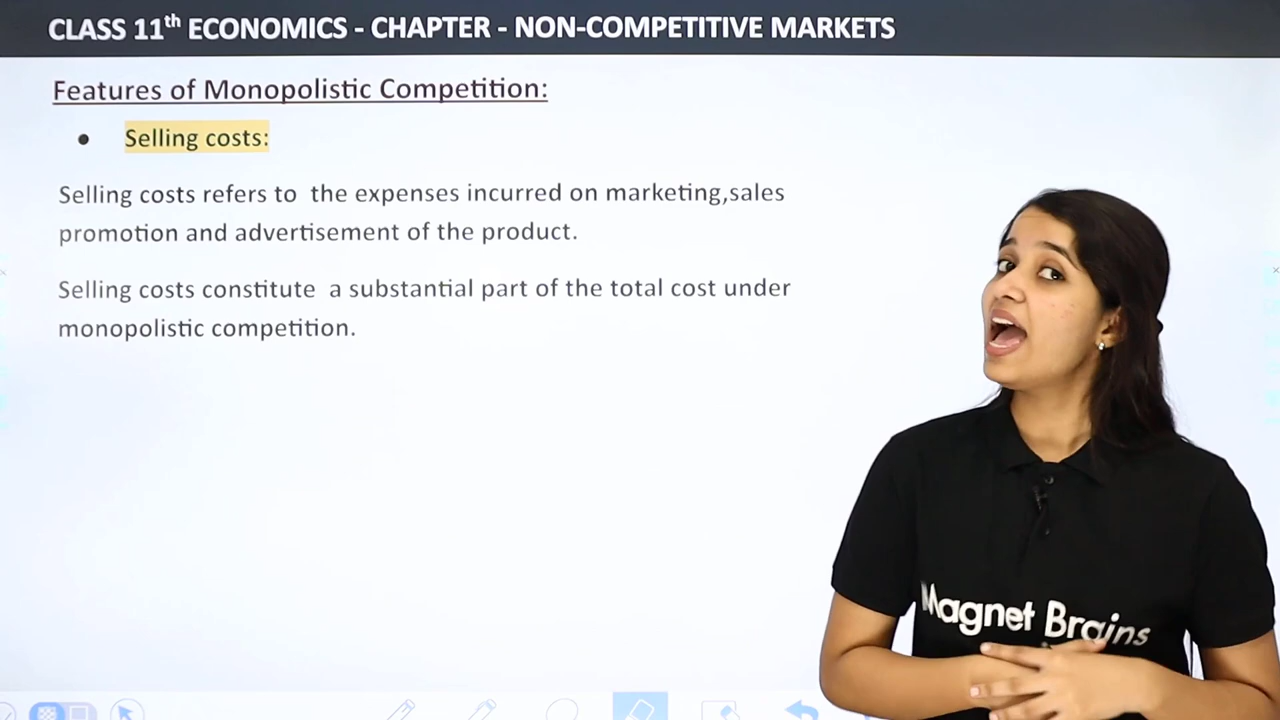 CLASS 11th ECONOMICS - CHAPTER - NON-COMPETITIVE MARKETS
Features of Monopolistic Competition:
• Selling costs:
Selling costs refers to the expenses incurred on marketing,sales
promotion and advertisement of the product.
Selling costs constitute a substantial part of the total cost under
monopolistic competition.
Magnet Brains